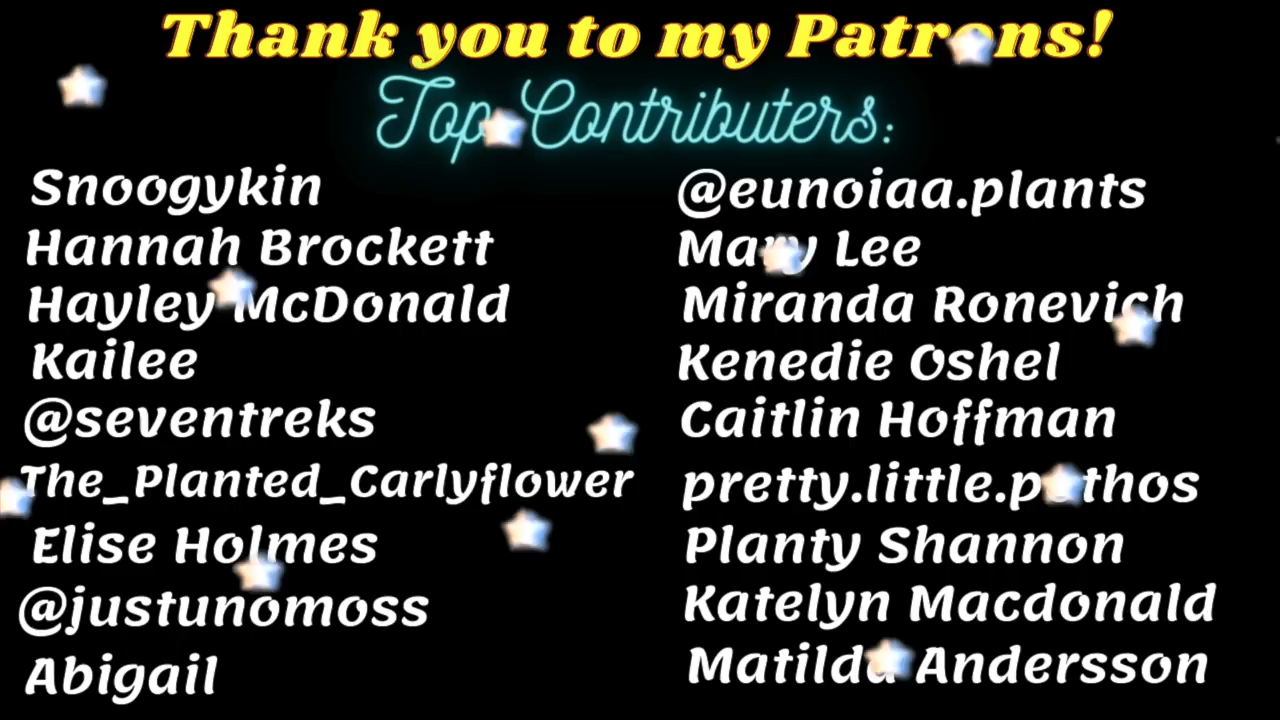 Thank you to my Patrons!
Top Contributers:
Snoogykin
Hannah Brockett
Hayley McDonald
Kailee
@seventreks
The_Planted_Carlyflower
Elise Holmes
@justunomoss
Abigail
@eunoiaa.plants
Mary Lee
Miranda Ronevich
Kenedie Oshel
Caitlin Hoffman
pretty.little.pothos
Planty Shannon
Katelyn Macdonald
Matilda Andersson